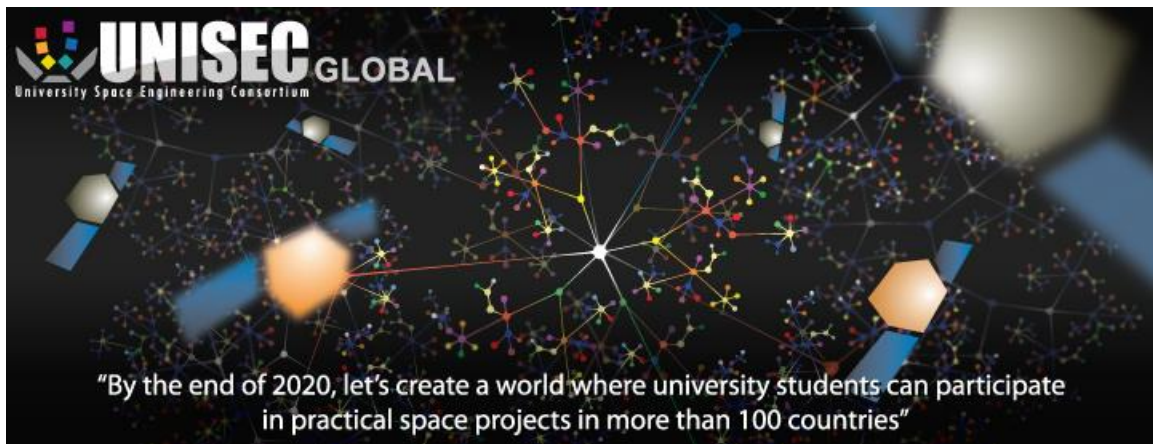 UNISEC GLOBAL
University Space Engineering Consortium
“By the end of 2020, let’s create a world where university students can participate
in practical space projects in more than 100 countries”